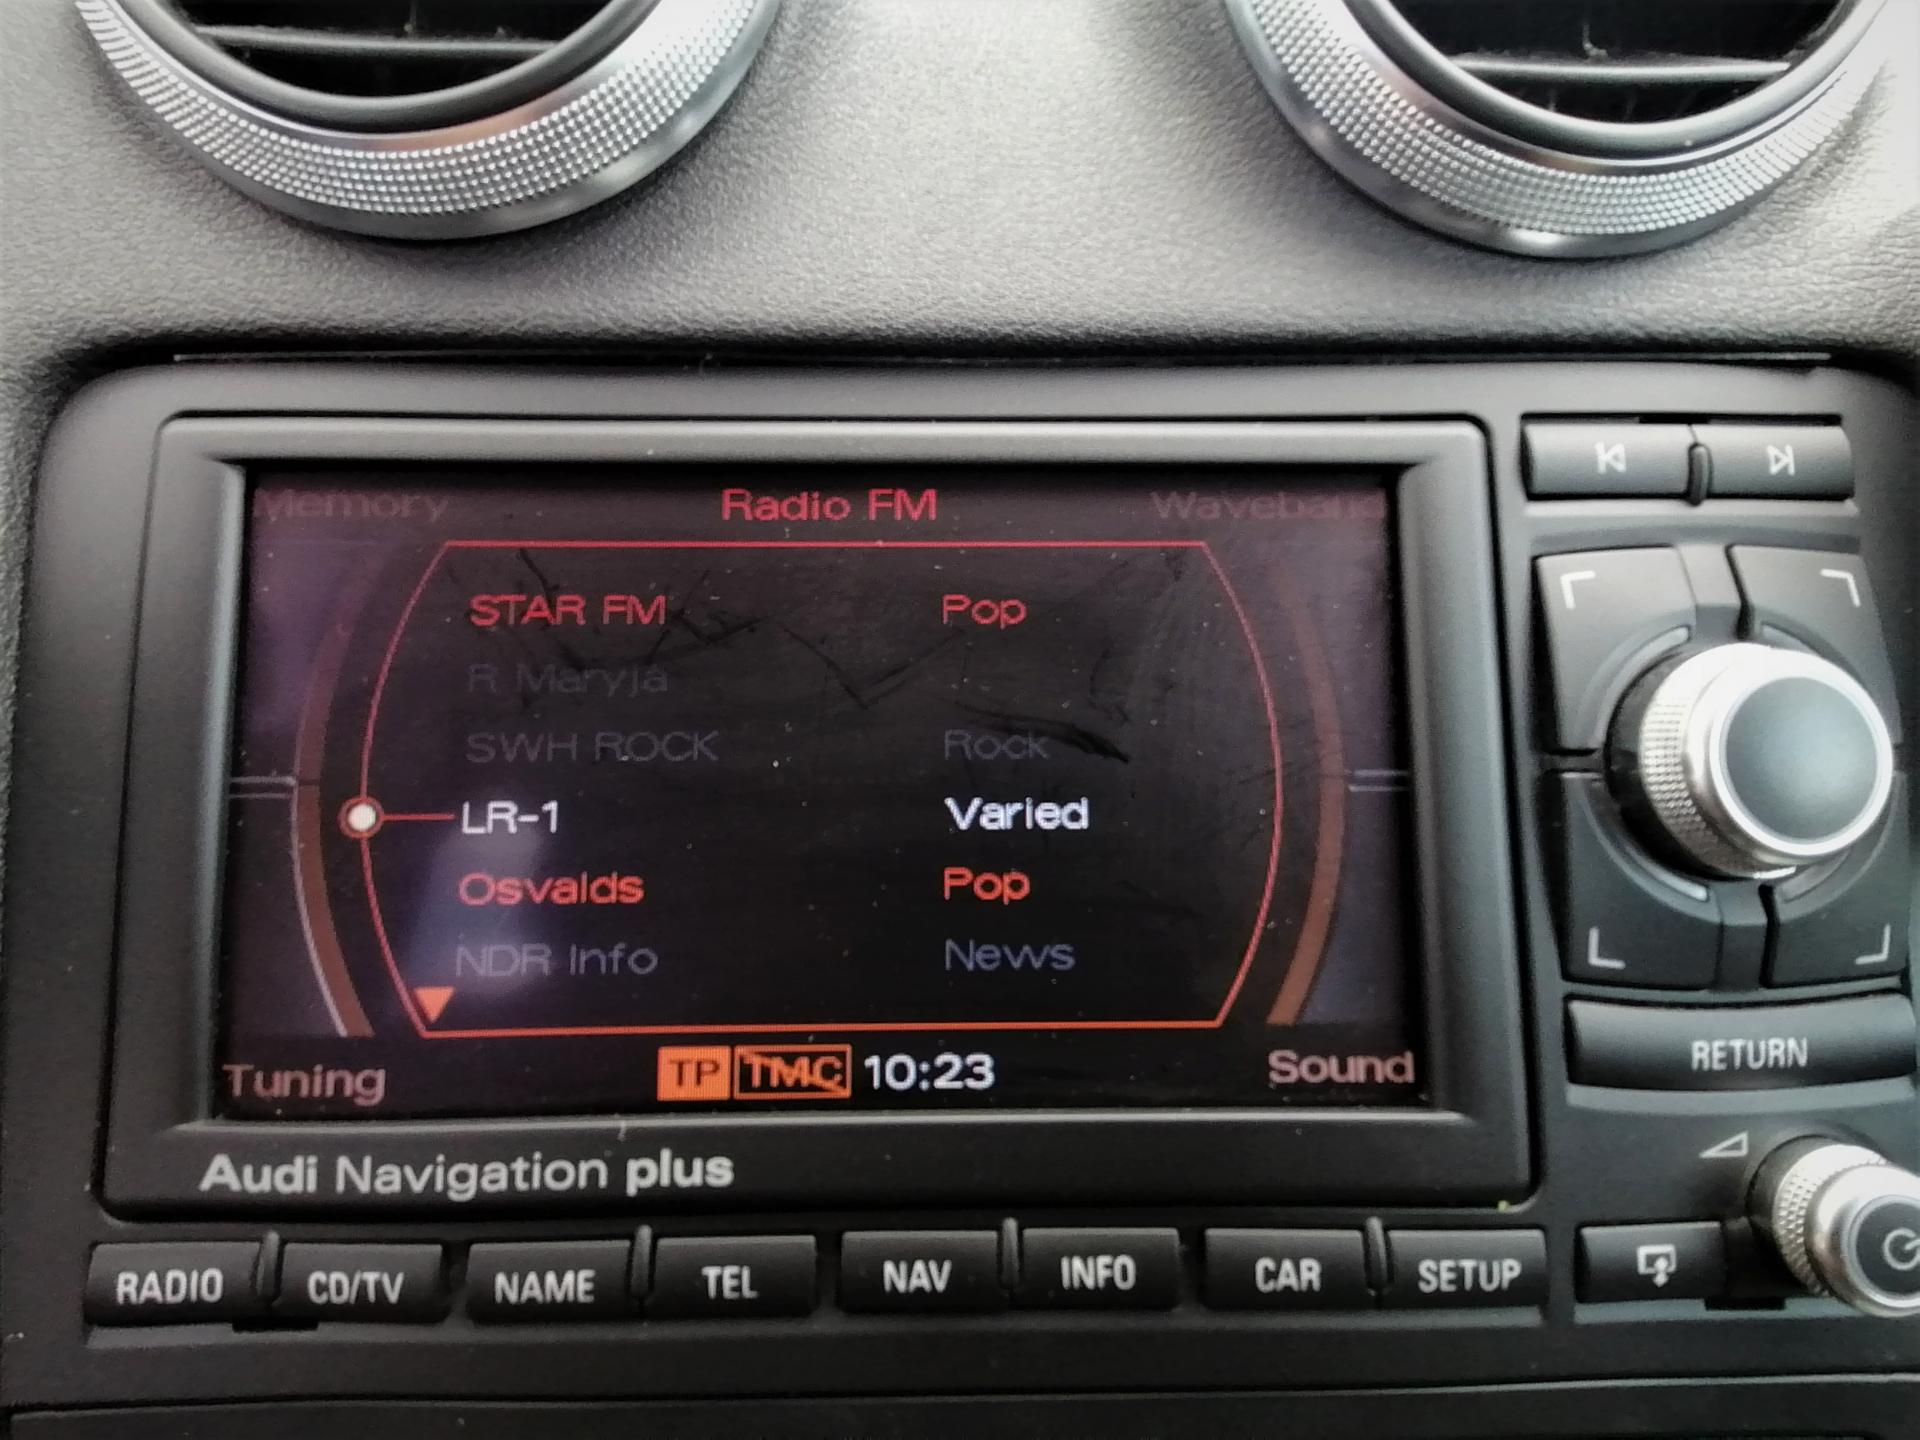 Memory Radio FM Waveband
STAR FM Pop
R Maryja
SWH ROCK Rock
LR-1 Varied
Osvalds Pop
NDR Info News
Tuning TP TMC 10:23 Sound
RETURN
Audi Navigation plus
RADIO CD/TV NAME TEL NAV INFO CAR SETUP